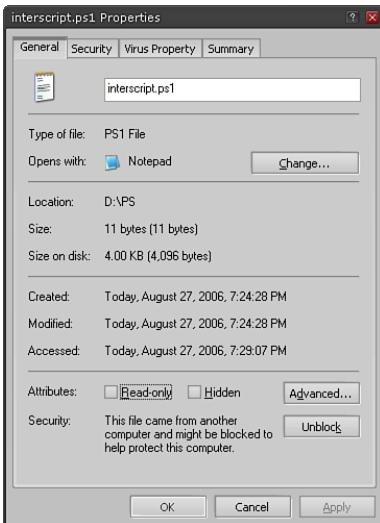 interscript.ps1 Properties
General Security Virus Property Summary
interscript.ps1
Type of file: PS1 File
Opens with: Notepad Change...
Location: D:\PS
Size: 11 bytes (11 bytes)
Size on disk: 4.00 KB (4,096 bytes)
Created: Today, August 27, 2006, 7:24:28 PM
Modified: Today, August 27, 2006, 7:24:28 PM
Accessed: Today, August 27, 2006, 7:29:07 PM
Attributes: Read-only Hidden Advanced...
Security: This file came from another
computer and might be blocked to
help protect this computer.
Unblock
OK Cancel Apply